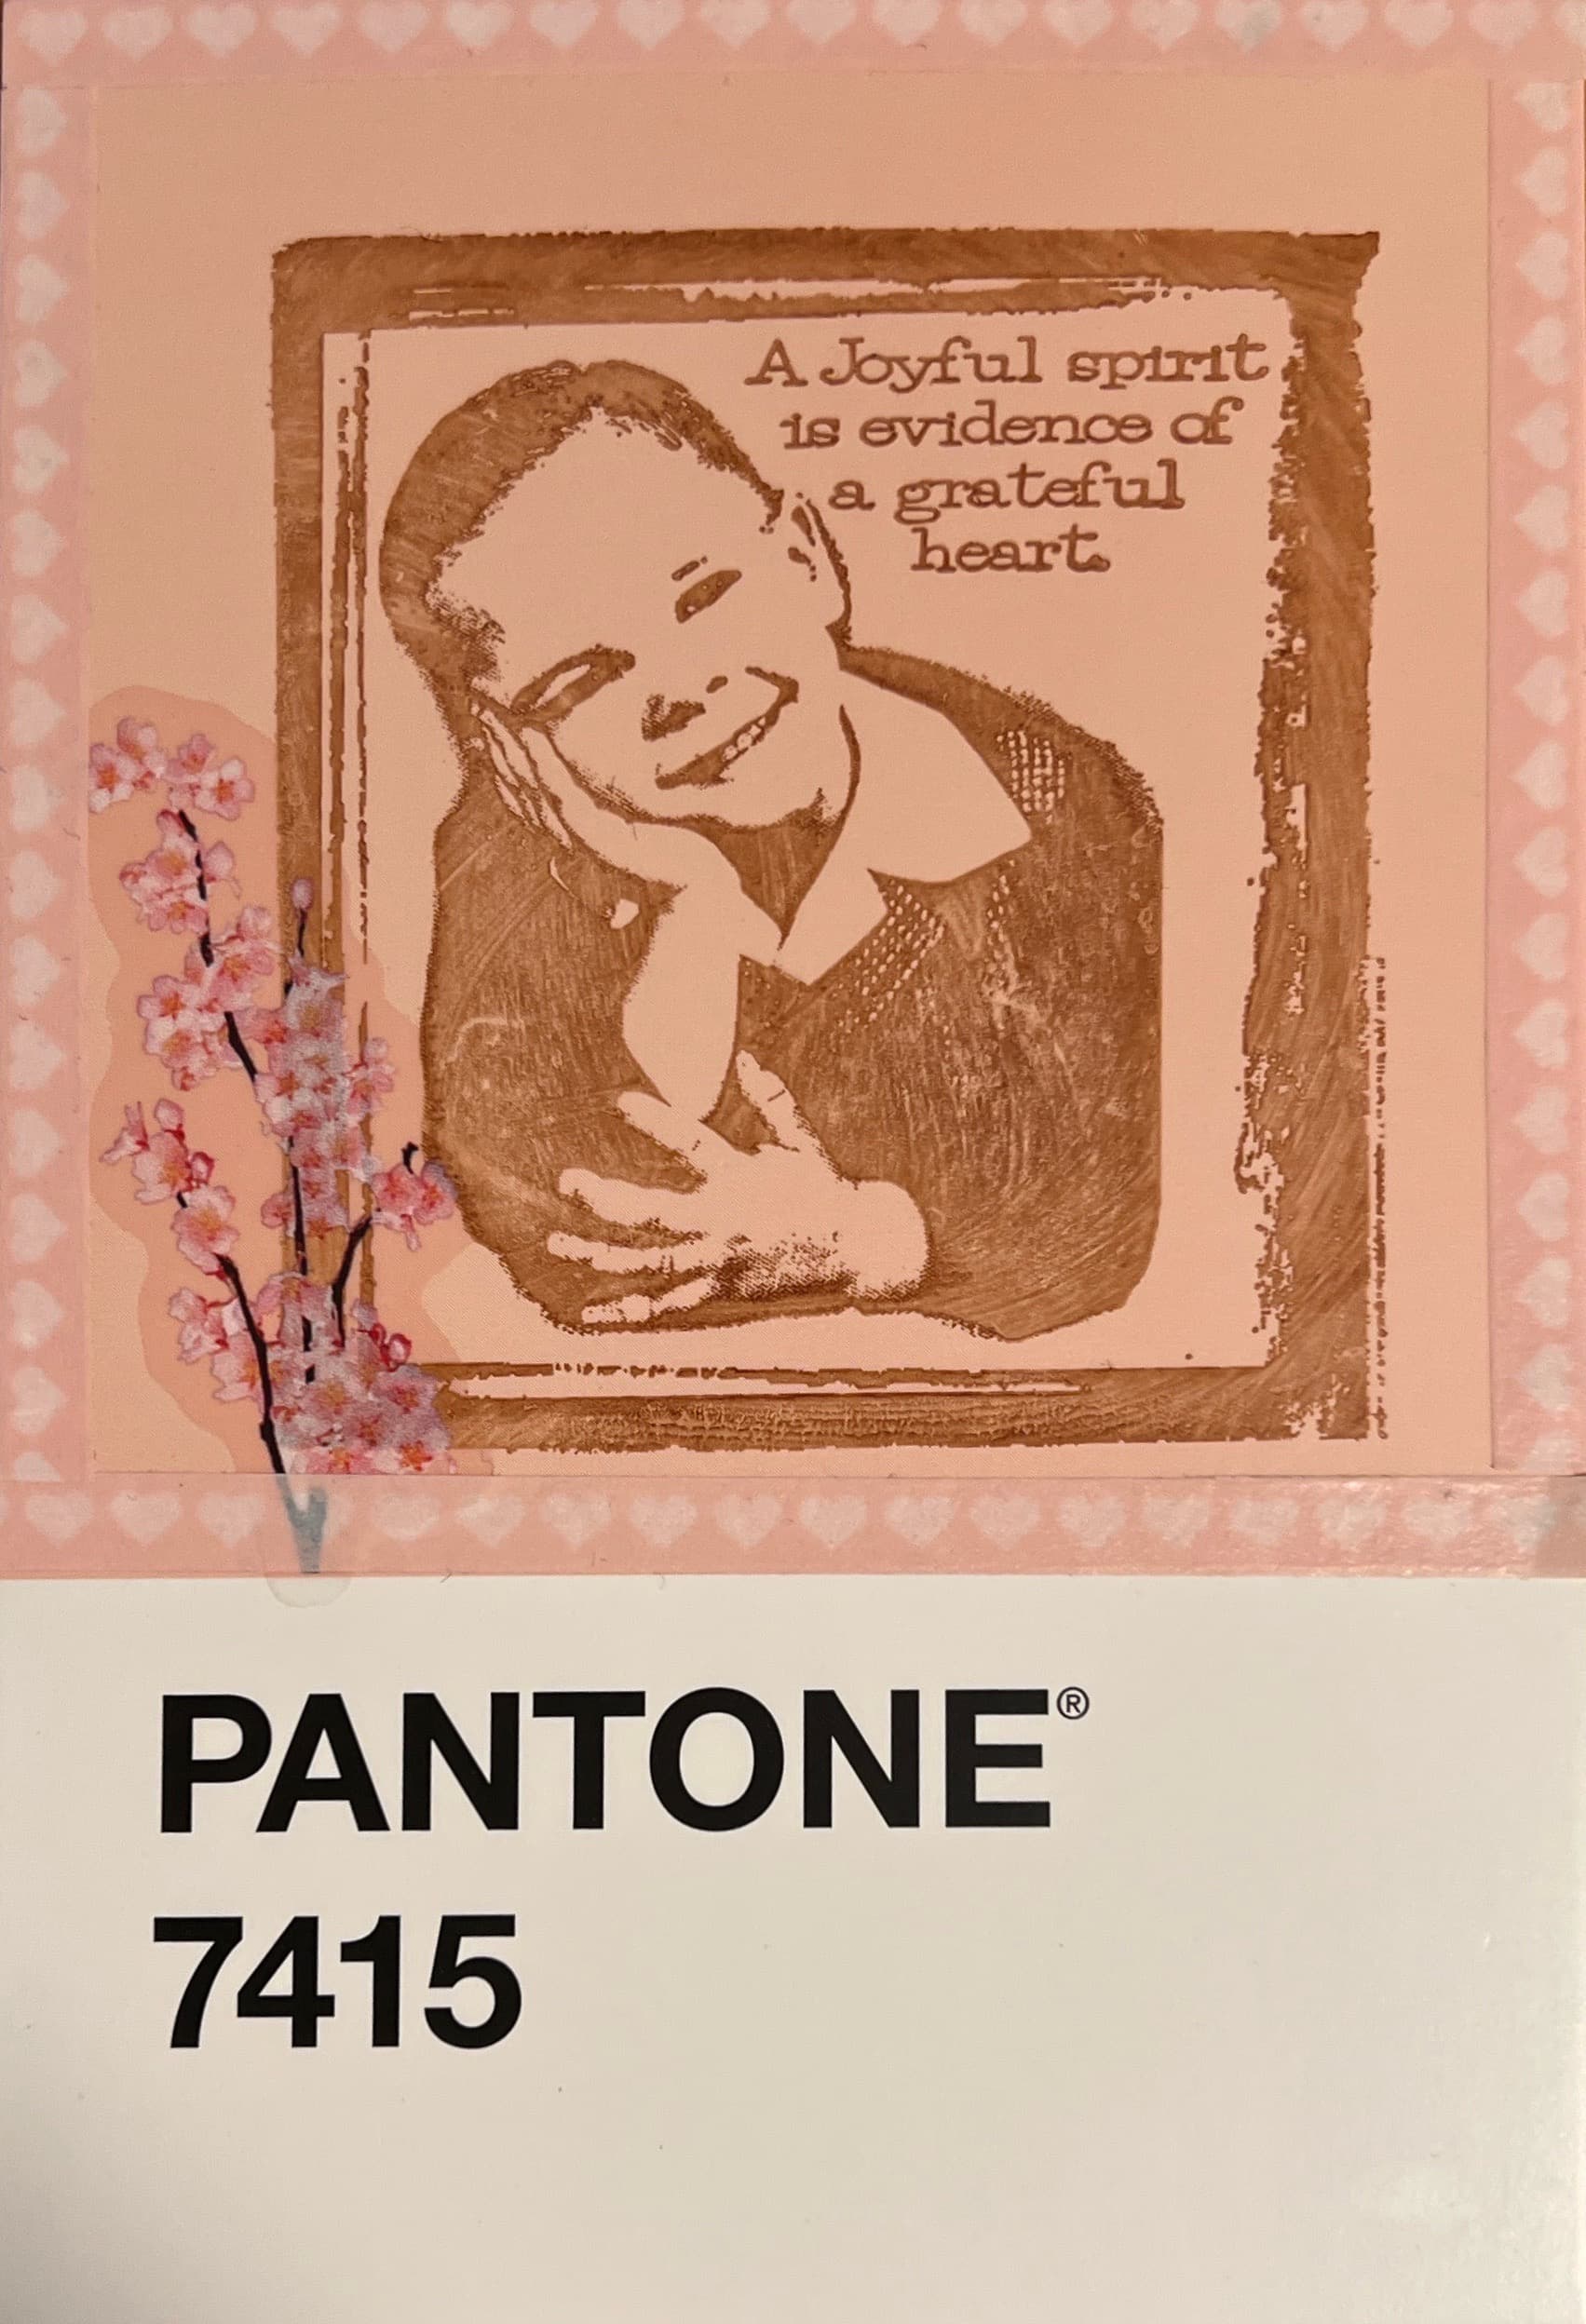 A Joyful spirit
is evidence of
a grateful
heart.
PANTONE®
7415